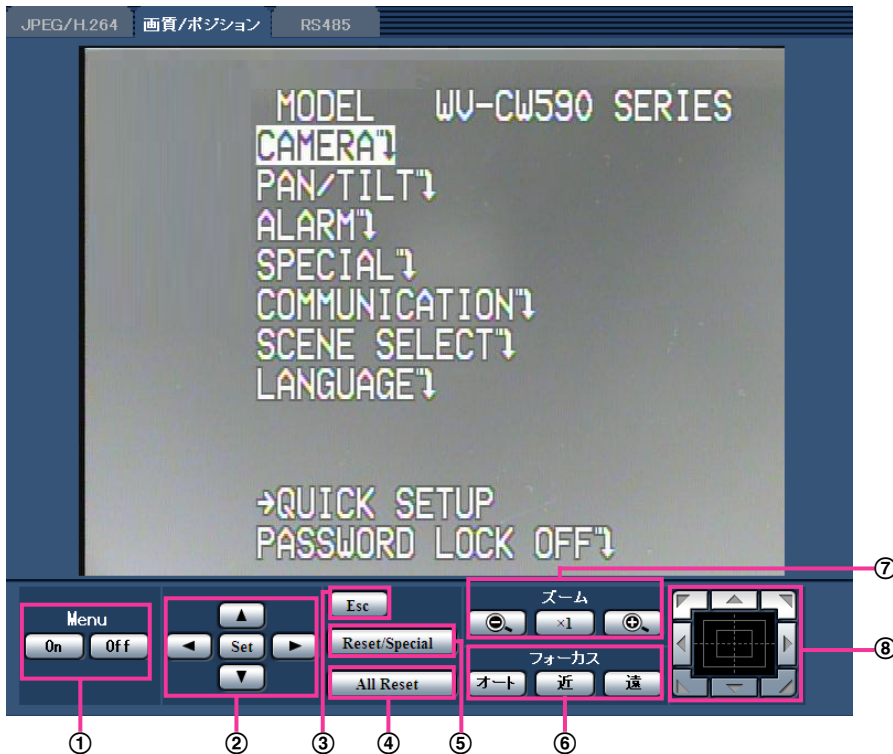 JPEG/H.264 画質/ポジション RS485
MODEL WV-CW590 SERIES
CAMERA
PAN/TILT
ALARM
SPECIAL
COMMUNICATION
SCENE SELECT
LANGUAGE
→QUICK SETUP
PASSWORD LOCK OFF
⑦
Menu
On Off
Set
Esc
Reset/Special
All Reset
ズーム
×1
フォーカス
オート 近 遠
⑧
① ② ③ ④ ⑤ ⑥